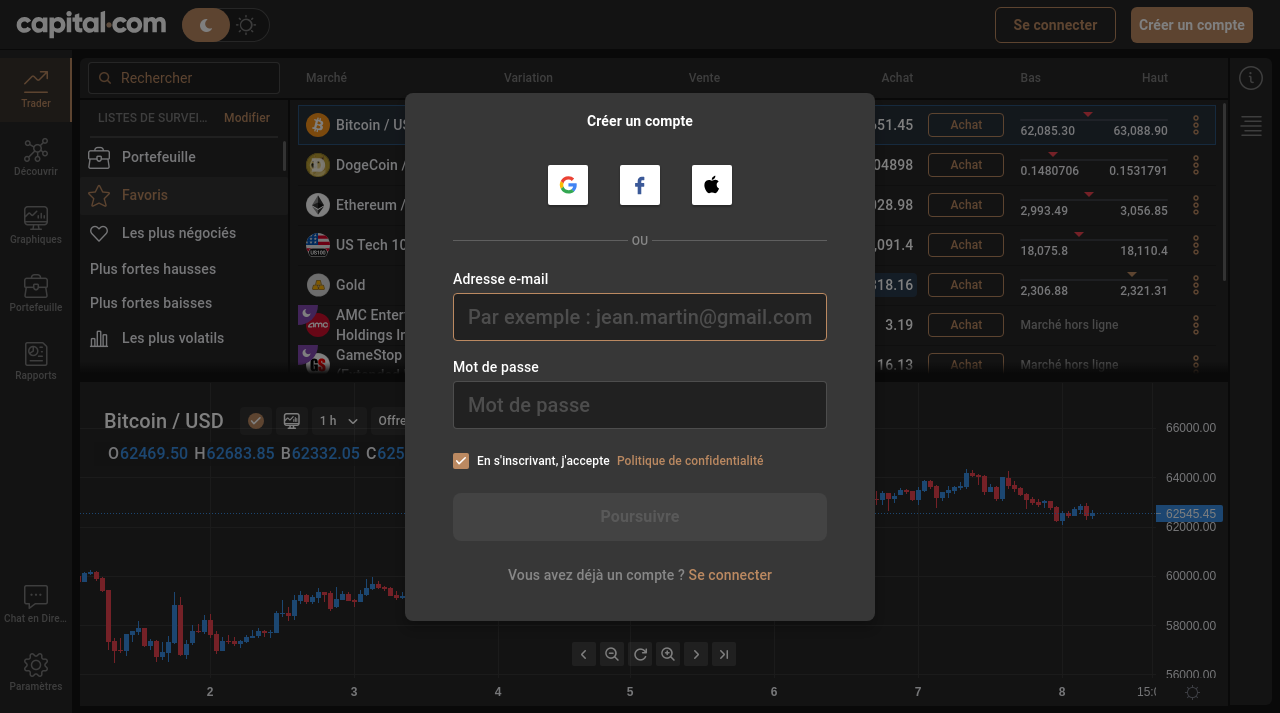 capital.com
Se connecter
Créer un compte
Trader
Découvrir
Graphiques
Portefeuille
Rapports
Chat en Dire...
Paramètres
Rechercher
LISTES DE SURVEI...
Modifier
Portefeuille
Favoris
Les plus négociés
Plus fortes hausses
Plus fortes baisses
Les plus volatils
Marché Variation Vente Achat Bas Haut
Bitcoin / US 651.45 Achat 62,085.30 63,088.90
DogeCoin / 04898 Achat 0.1480706 0.1531791
Ethereum / 028.98 Achat 2,993.49 3,056.85
US Tech 10 ,091.4 Achat 18,075.8 18,110.4
Gold 318.16 Achat 2,306.88 2,321.31
AMC Enter
Holdings In
3.19 Achat Marché hors ligne
GameStop
16.13 Achat Marché hors ligne
Créer un compte
OU
Adresse e-mail
Par exemple : jean.martin@gmail.com
Mot de passe
Mot de passe
En s'inscrivant, j'accepte Politique de confidentialité
Poursuivre
Vous avez déjà un compte ? Se connecter
Bitcoin / USD 1 h Offre
O62469.50 H62683.85 B62332.05 C625
66000.00
64000.00
62545.45
62000.00
60000.00
58000.00
56000.00
2 3 4 5 6 7 8 15: